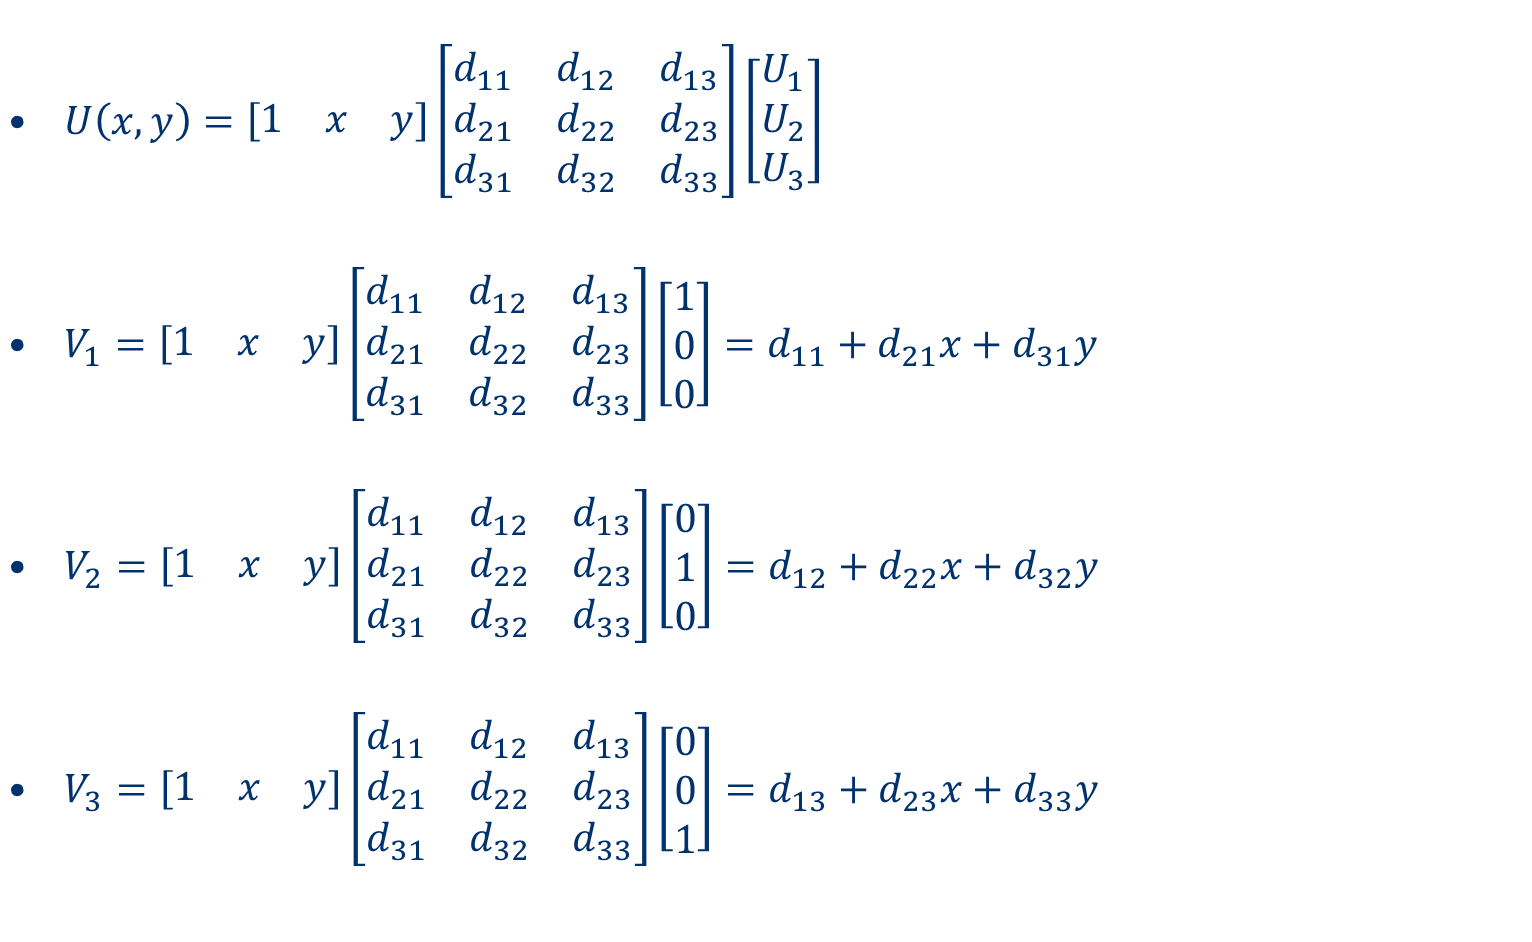 • U(x, y) = [1 x y] [d₁₁ d₁₂ d₁₃; d₂₁ d₂₂ d₂₃; d₃₁ d₃₂ d₃₃] [U₁; U₂; U₃]
• V₁ = [1 x y] [d₁₁ d₁₂ d₁₃; d₂₁ d₂₂ d₂₃; d₃₁ d₃₂ d₃₃] [1; 0; 0] = d₁₁ + d₂₁x + d₃₁y
• V₂ = [1 x y] [d₁₁ d₁₂ d₁₃; d₂₁ d₂₂ d₂₃; d₃₁ d₃₂ d₃₃] [0; 1; 0] = d₁₂ + d₂₂x + d₃₂y
• V₃ = [1 x y] [d₁₁ d₁₂ d₁₃; d₂₁ d₂₂ d₂₃; d₃₁ d₃₂ d₃₃] [0; 0; 1] = d₁₃ + d₂₃x + d₃₃y